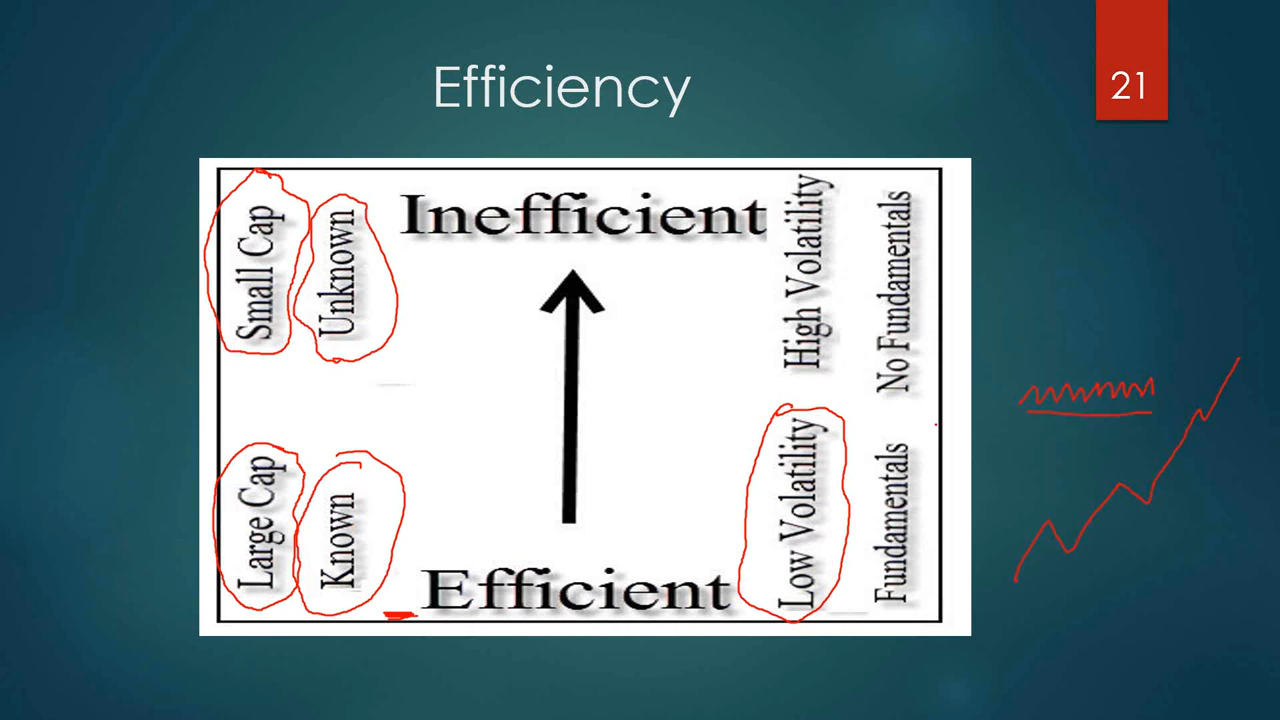 Efficiency
21
Small Cap
Unknown
Inefficient
High Volatility
No Fundamentals
Large Cap
Known
Efficient
Low Volatility
Fundamentals